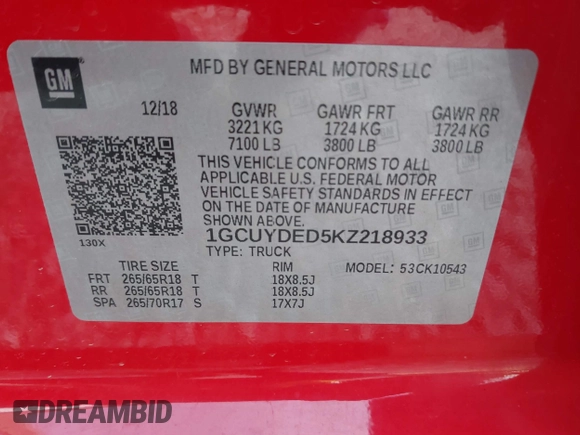 GM
MFD BY GENERAL MOTORS LLC
12/18 GVWR GAWR FRT GAWR RR
3221 KG 1724 KG 1724 KG
7100 LB 3800 LB 3800 LB
THIS VEHICLE CONFORMS TO ALL
APPLICABLE U.S. FEDERAL MOTOR
VEHICLE SAFETY STANDARDS IN EFFECT
ON THE DATE OF MANUFACTURE
SHOWN ABOVE.
1GCUYDED5KZ218933
130X
TYPE: TRUCK
TIRE SIZE RIM MODEL: 53CK10543
FRT 265/65R18 T 18X8.5J
RR 265/65R18 T 18X8.5J
SPA 265/70R17 S 17X7J
DREAMBID